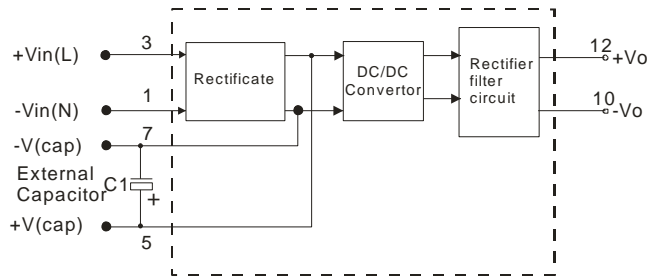 +Vin(L)
3
Rectificate
DC/DC
Convertor
Rectifier
filter
circuit
12
+Vo
-Vin(N)
1
10
-Vo
-V(cap)
7
External
Capacitor
C1
+
+V(cap)
5